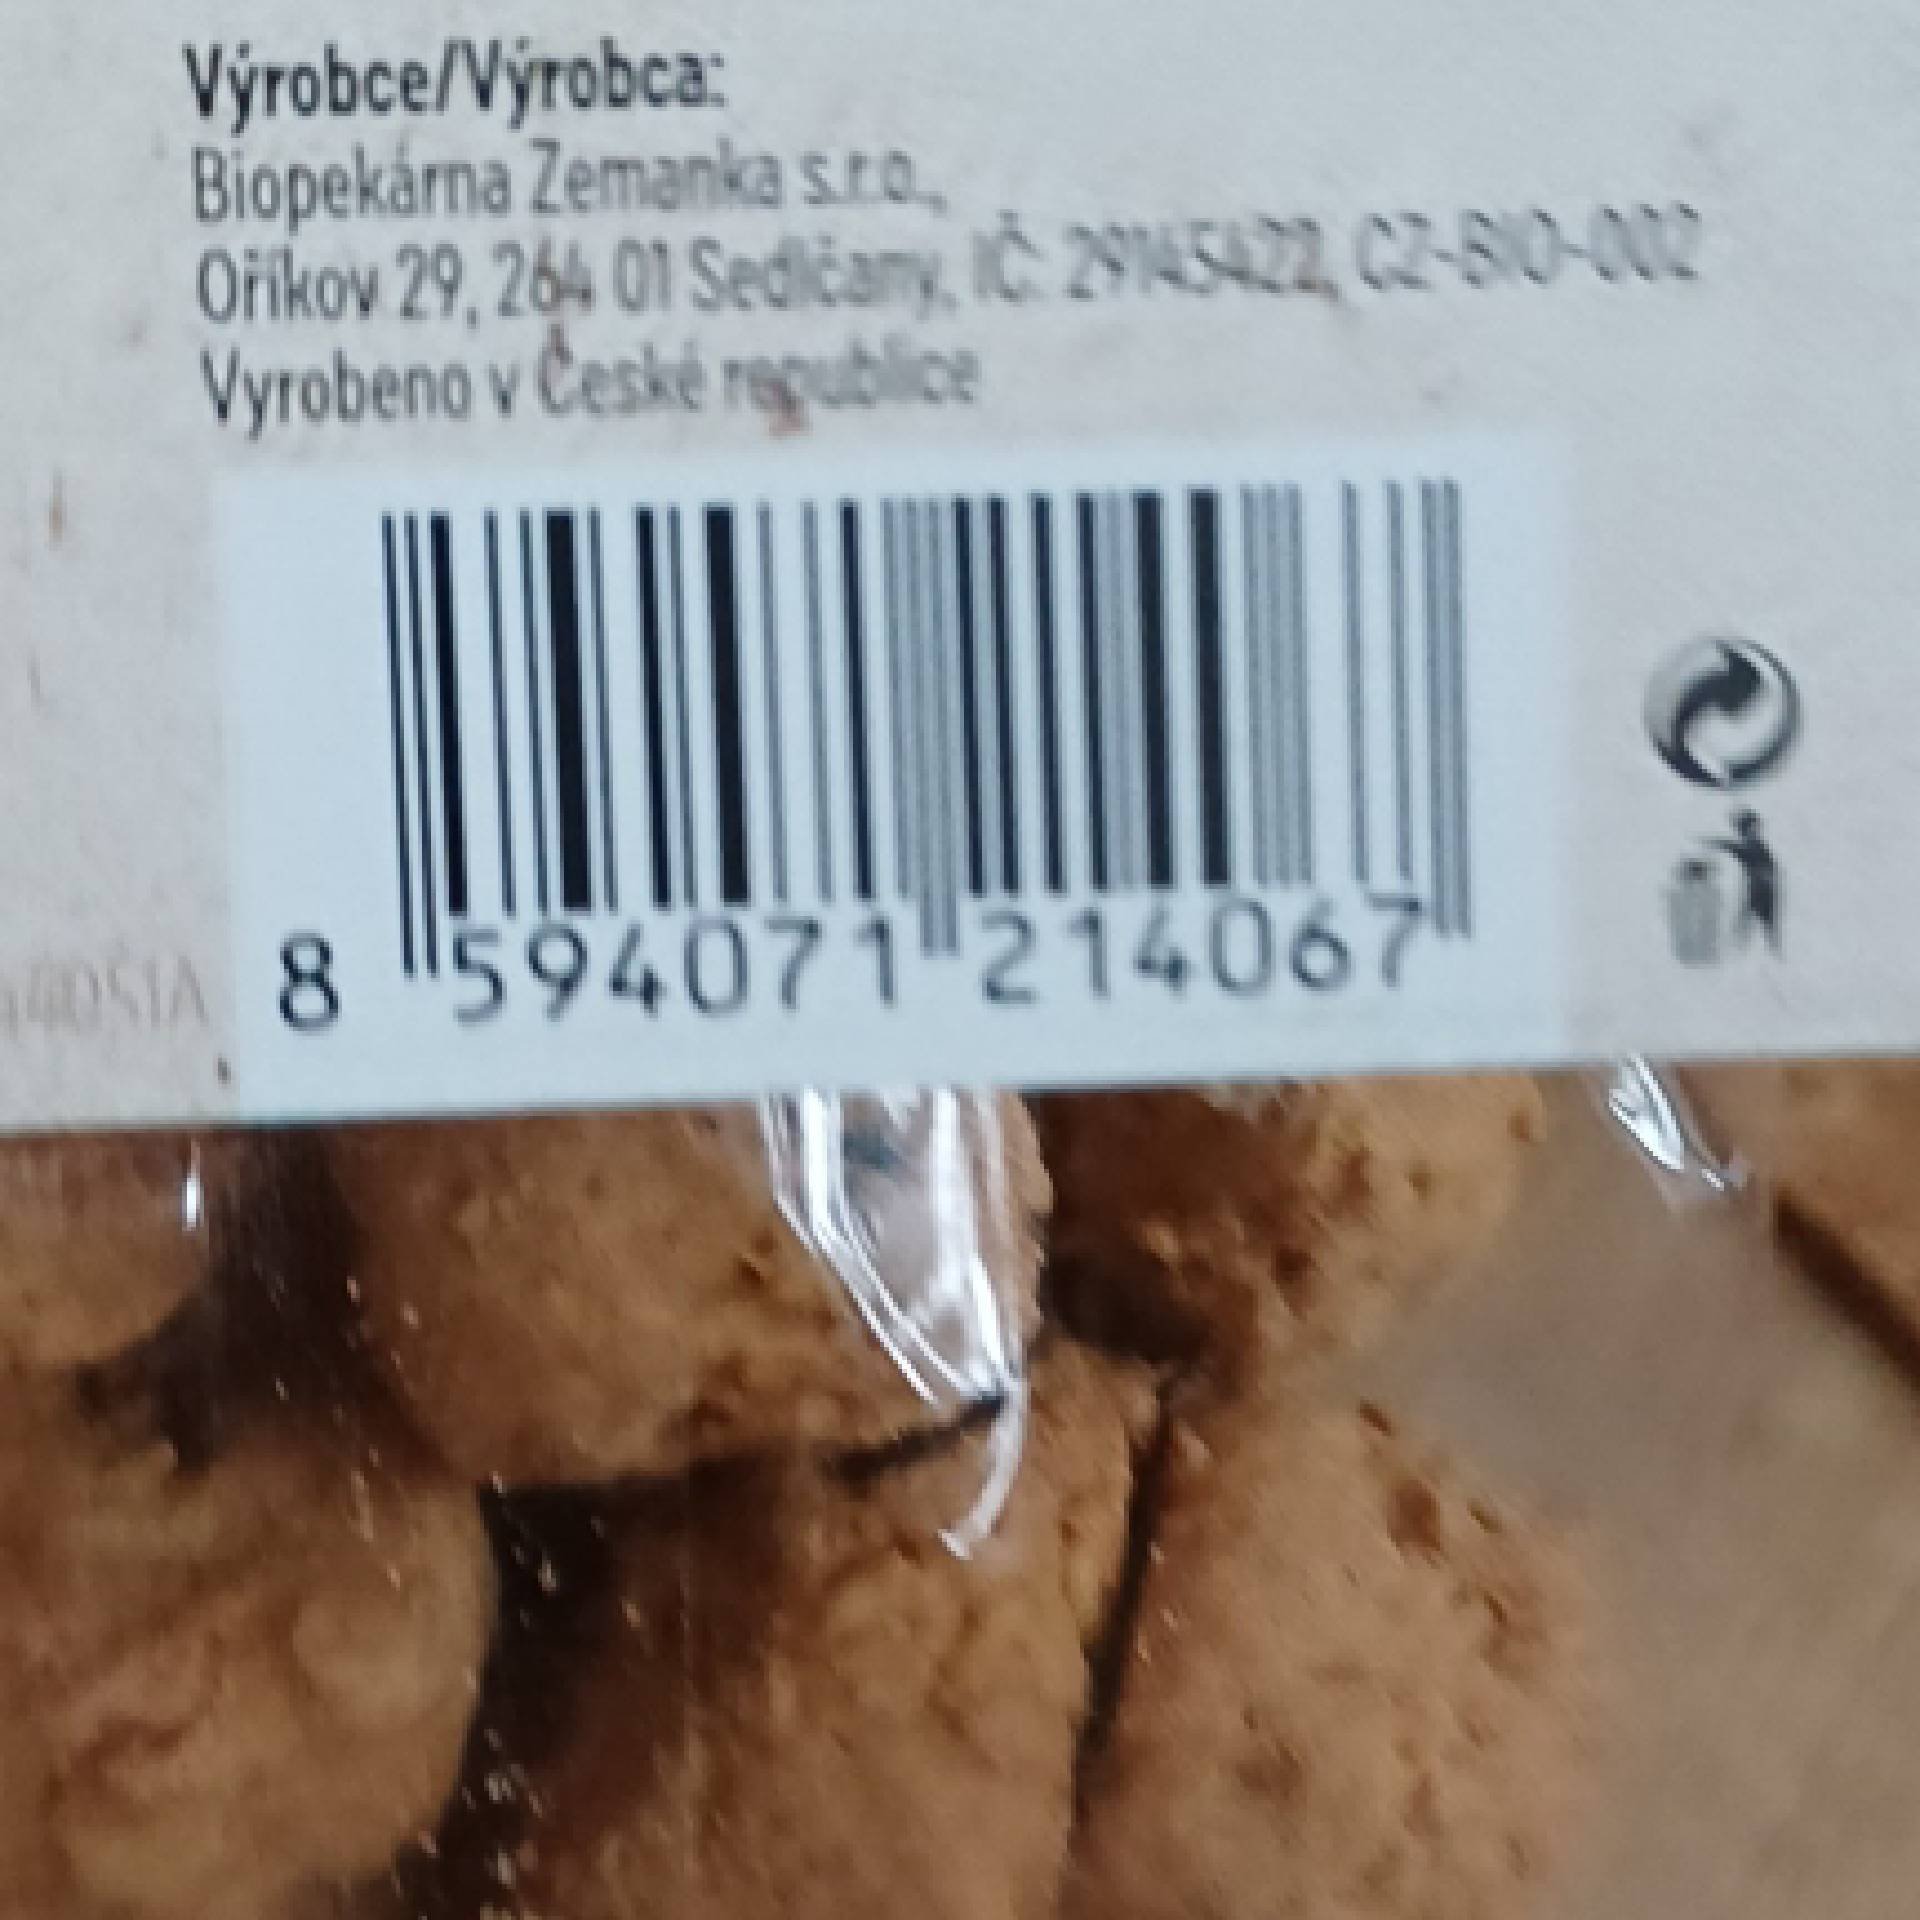 Výrobce/Výrobca:
Biopekárna Zemanka s.r.o.,
Oříkov 29, 264 01 Sedlčany, IČ: 29145422, CZ-BIO-002
Vyrobeno v České republice
8 594071 214067